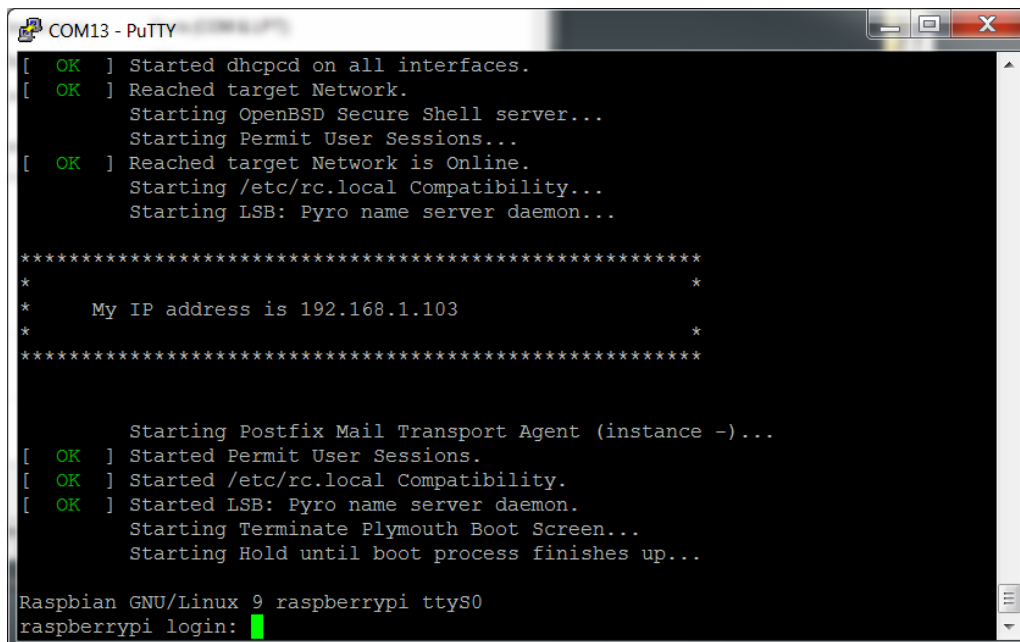 COM13 - PuTTY
[  OK  ] Started dhcpcd on all interfaces.
[  OK  ] Reached target Network.
         Starting OpenBSD Secure Shell server...
         Starting Permit User Sessions...
[  OK  ] Reached target Network is Online.
         Starting /etc/rc.local Compatibility...
         Starting LSB: Pyro name server daemon...
********************************************************
*                                                      *
*     My IP address is 192.168.1.103
*                                                      *
********************************************************
         Starting Postfix Mail Transport Agent (instance -)...
[  OK  ] Started Permit User Sessions.
[  OK  ] Started /etc/rc.local Compatibility.
[  OK  ] Started LSB: Pyro name server daemon.
         Starting Terminate Plymouth Boot Screen...
         Starting Hold until boot process finishes up...
Raspbian GNU/Linux 9 raspberrypi ttyS0
raspberrypi login: